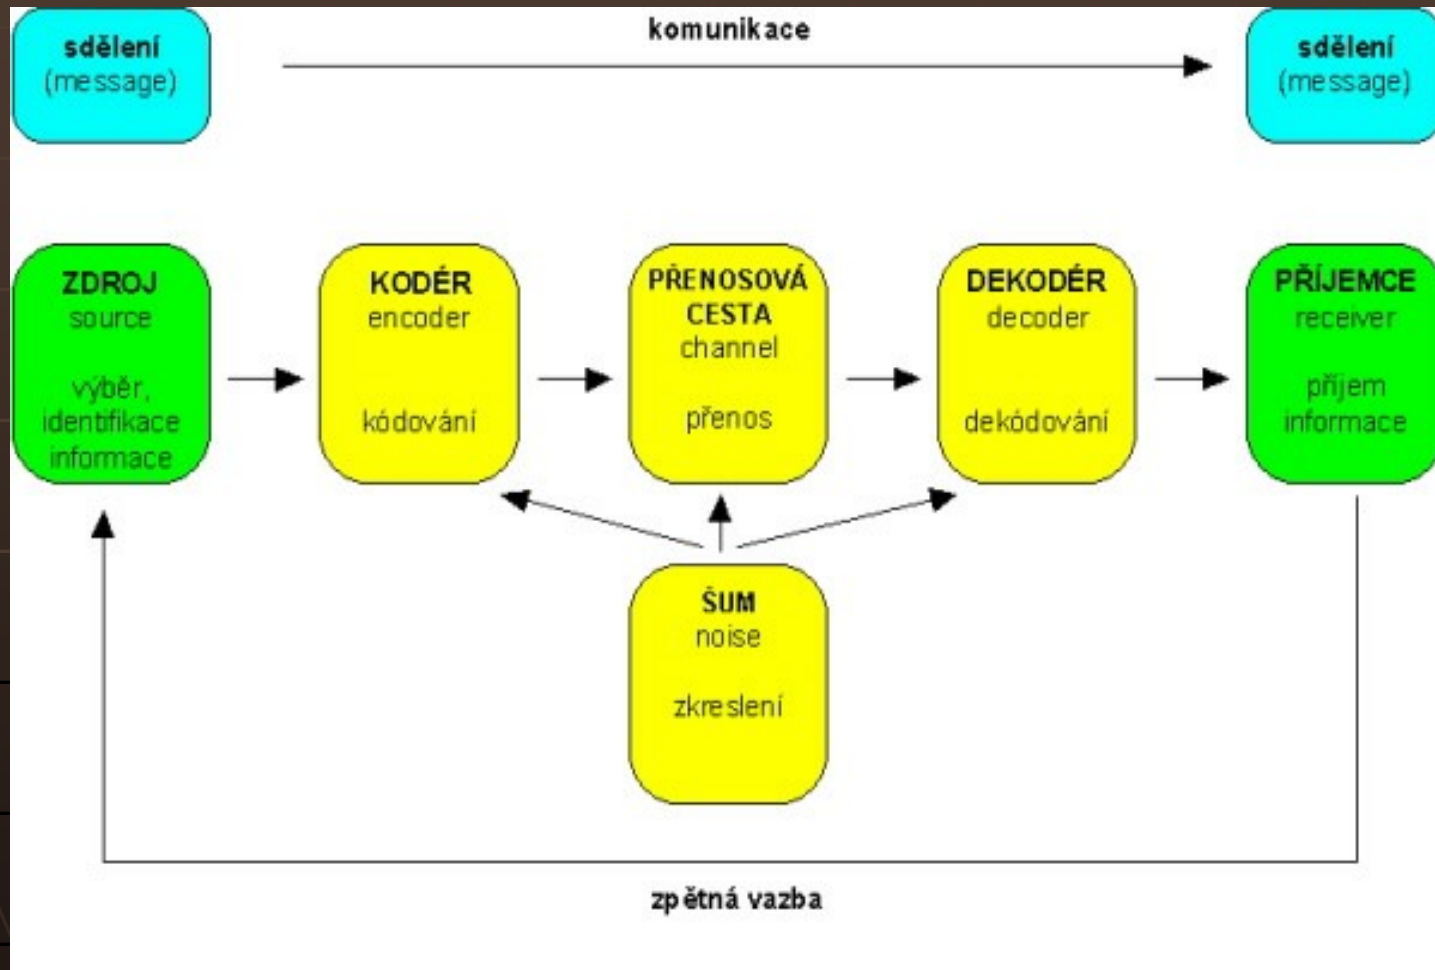 sdělení
(message)
komunikace
sdělení
(message)
ZDROJ
source
výběr,
identifikace
informace
KODÉR
encoder
kódování
PŘENOSOVÁ
CESTA
channel
přenos
DEKODÉR
decoder
dekódování
PŘÍJEMCE
receiver
příjem
informace
ŠUM
noise
zkreslení
zpětná vazba